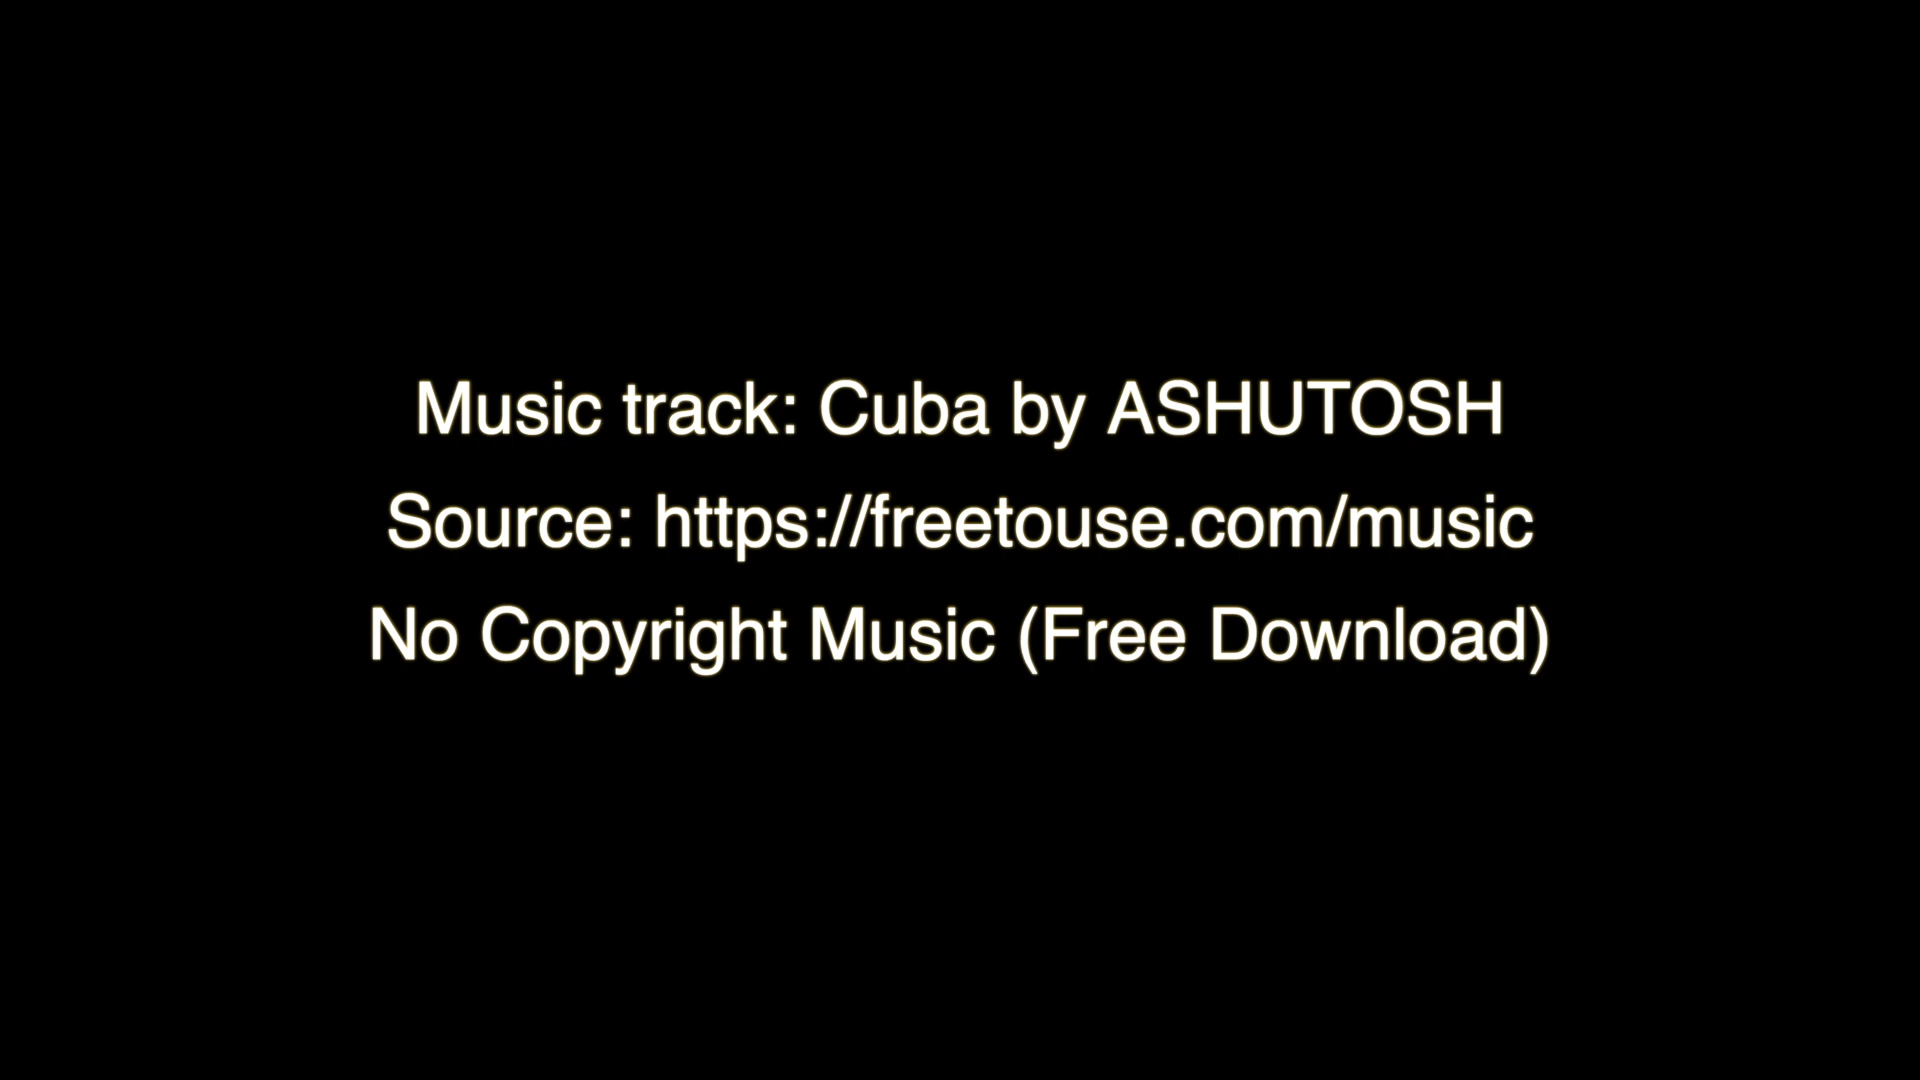 Music track: Cuba by ASHUTOSH
Source: https://freetouse.com/music
No Copyright Music (Free Download)